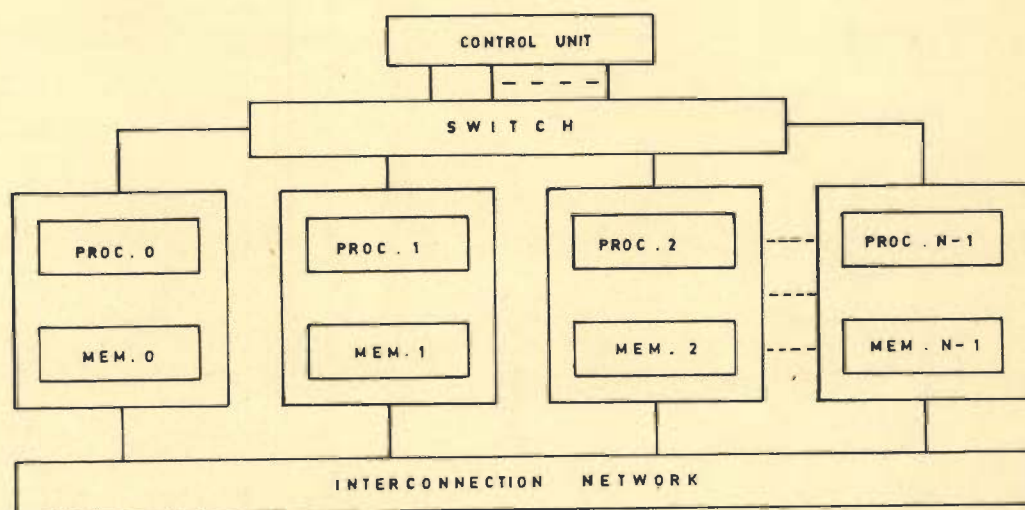 CONTROL UNIT
SWITCH
PROC. 0 PROC. 1 PROC. 2 PROC. N-1
MEM. 0 MEM. 1 MEM. 2 MEM. N-1
INTERCONNECTION NETWORK